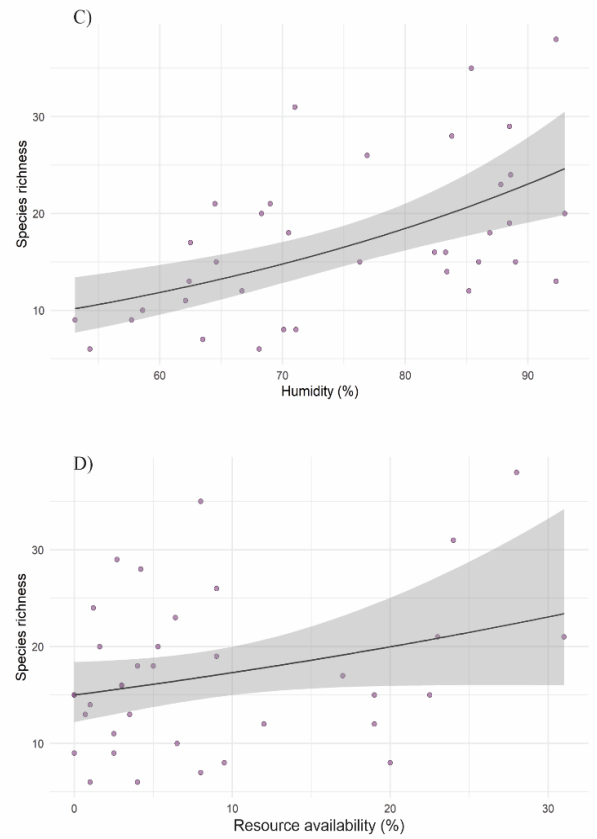 C)
Species richness
30
20
10
60 70 80 90
Humidity (%)
D)
Species richness
30
20
10
0 10 20 30
Resource availability (%)